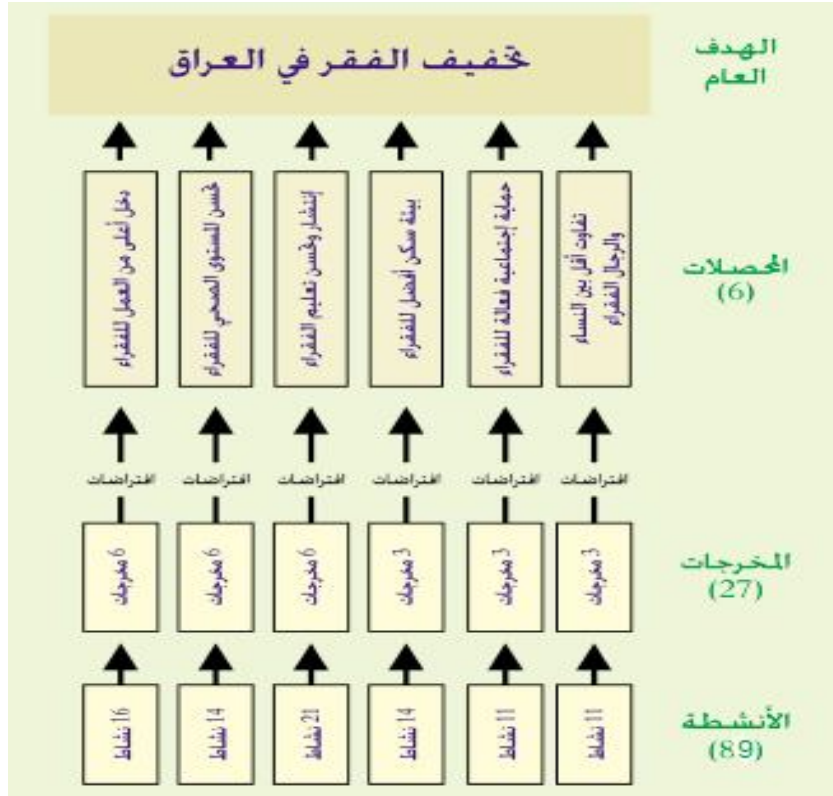 الهدف
العام
تخفيف الفقر في العراق
المحصلات
(6)
تفاوت أقل بين النساء
والرجال الفقراء
حماية إجتماعية فعالة للفقراء
بيئة سكن أفضل للفقراء
إنتشار وتحسن تعليم الفقراء
تحسن المستوى الصحي للفقراء
دخل أعلى من العمل للفقراء
افتراضات
افتراضات
افتراضات
افتراضات
افتراضات
افتراضات
المخرجات
(27)
3 مخرجات
3 مخرجات
3 مخرجات
6 مخرجات
6 مخرجات
6 مخرجات
الأنشطة
(89)
11 نشاط
11 نشاط
14 نشاط
21 نشاط
14 نشاط
16 نشاط